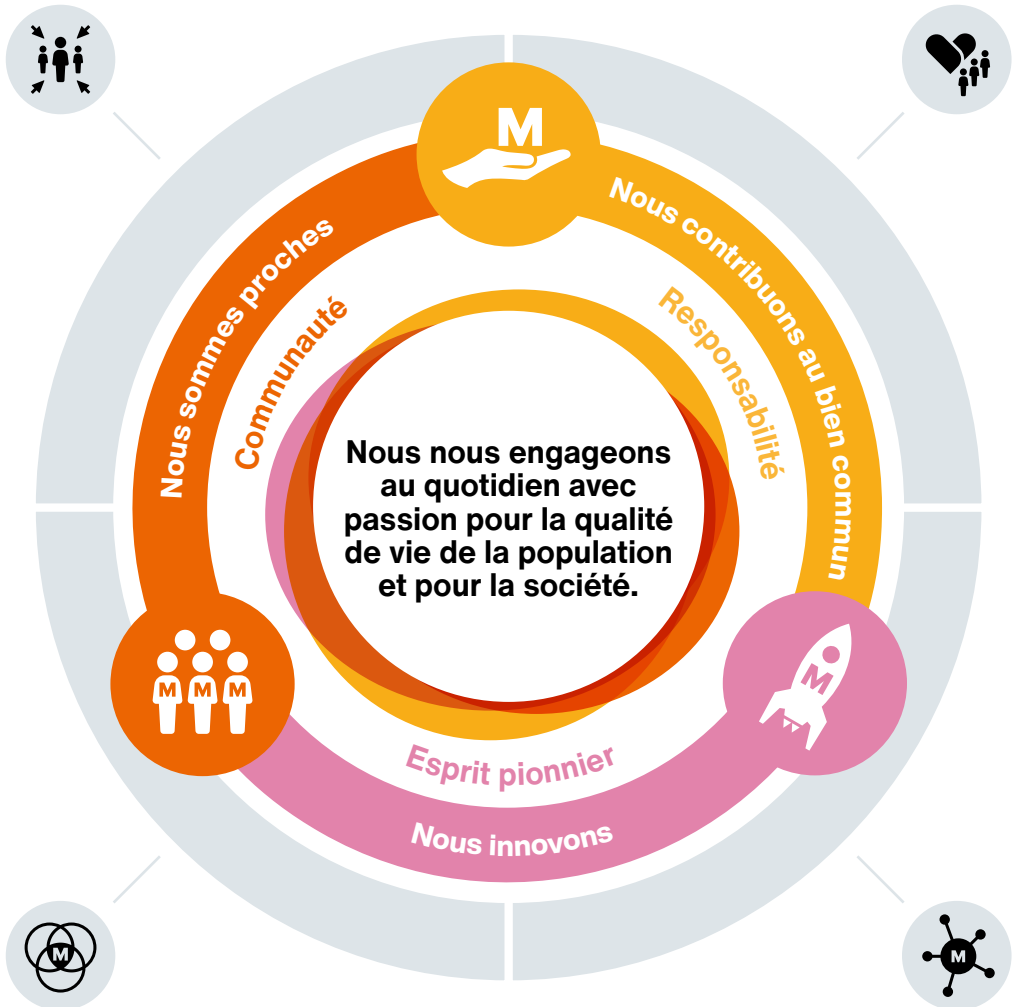 M
Nous sommes proches
Nous contribuons au bien commun
Communauté
Responsabilité
Nous nous engageons
au quotidien avec
passion pour la qualité
de vie de la population
et pour la société.
M M M
M
Esprit pionnier
Nous innovons
M
M